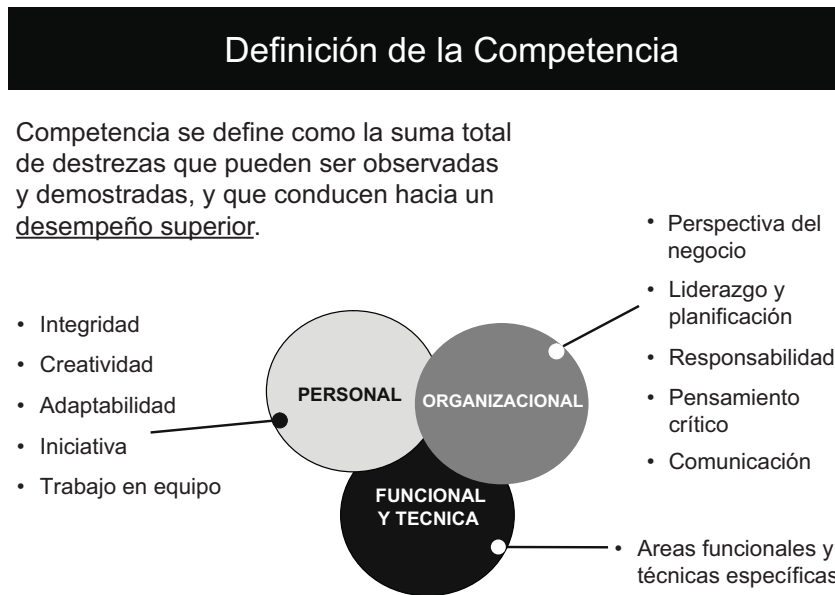 Definición de la Competencia
Competencia se define como la suma total
de destrezas que pueden ser observadas
y demostradas, y que conducen hacia un
desempeño superior.
• Integridad
• Creatividad
• Adaptabilidad
• Iniciativa
• Trabajo en equipo
PERSONAL
ORGANIZACIONAL
FUNCIONAL
Y TECNICA
• Perspectiva del
negocio
• Liderazgo y
planificación
• Responsabilidad
• Pensamiento
crítico
• Comunicación
• Areas funcionales y
técnicas específicas